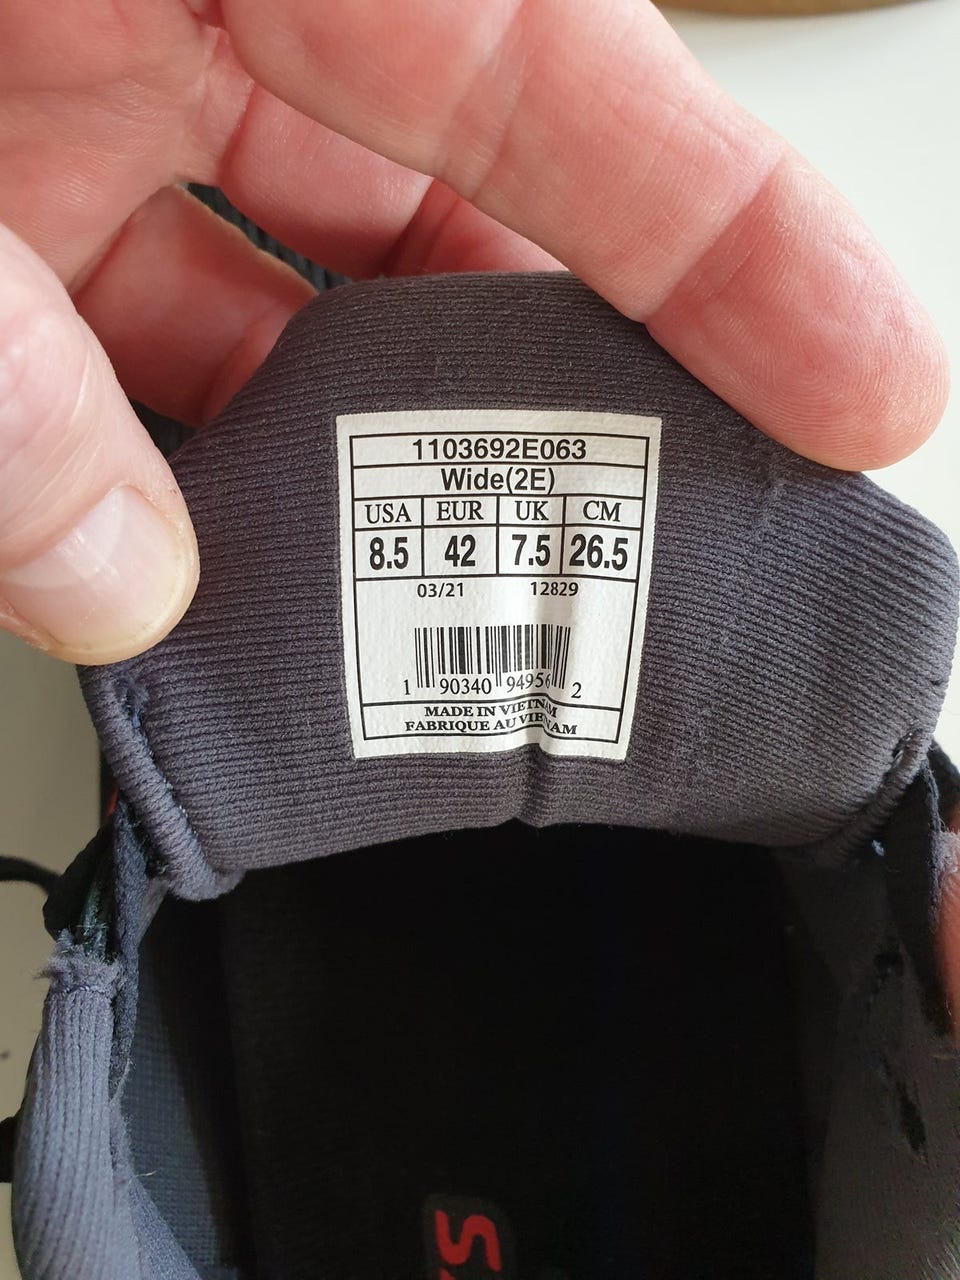 1103692E063
Wide(2E)
USA EUR UK CM
8.5 42 7.5 26.5
03/21 12829
1 90340 94956 2
MADE IN VIETNAM
FABRIQUE AU VIETNAM